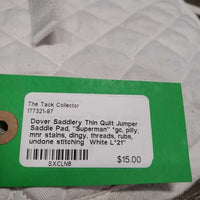 The Tack Collector
177321-97
Dover Saddlery Thin Quilt Jumper
Saddle Pad, "Superman" *gc, pilly,
mnr stains, dingy, threads, rubs,
undone stitching White L*21"
SXCLN8
$15.00